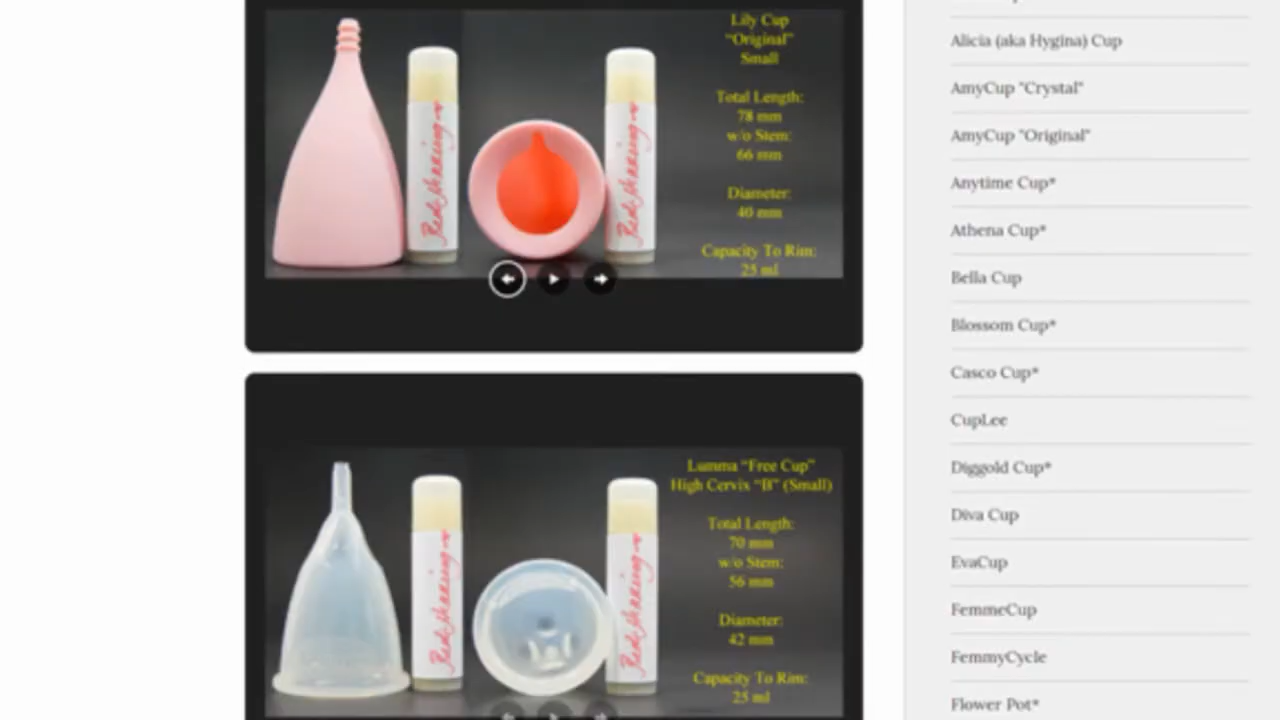 Lily Cup
"Original"
Small
Total Length:
78 mm
w/o Stem:
66 mm
Diameter:
40 mm
Capacity To Rim:
25 ml
Lumma "Free Cup"
High Cervix "B" (Small)
Total Length:
70 mm
w/o Stem:
56 mm
Diameter:
42 mm
Capacity To Rim:
25 ml
Alicia (aka Hygina) Cup
AmyCup "Crystal"
AmyCup "Original"
Anytime Cup*
Athena Cup*
Bella Cup
Blossom Cup*
Casco Cup*
CupLee
Diggold Cup*
Diva Cup
EvaCup
FemmeCup
FemmyCycle
Flower Pot*